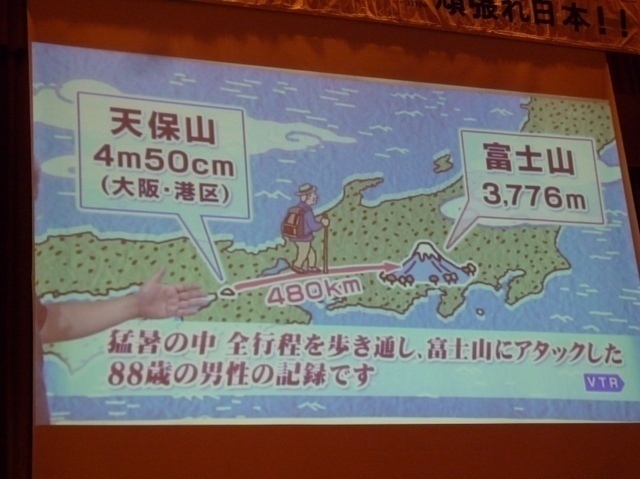 頑張れ日本!!
天保山
4m50cm
(大阪・港区)
富士山
3,776m
480km
猛暑の中 全行程を歩き通し、富士山にアタックした
88歳の男性の記録です
VTR